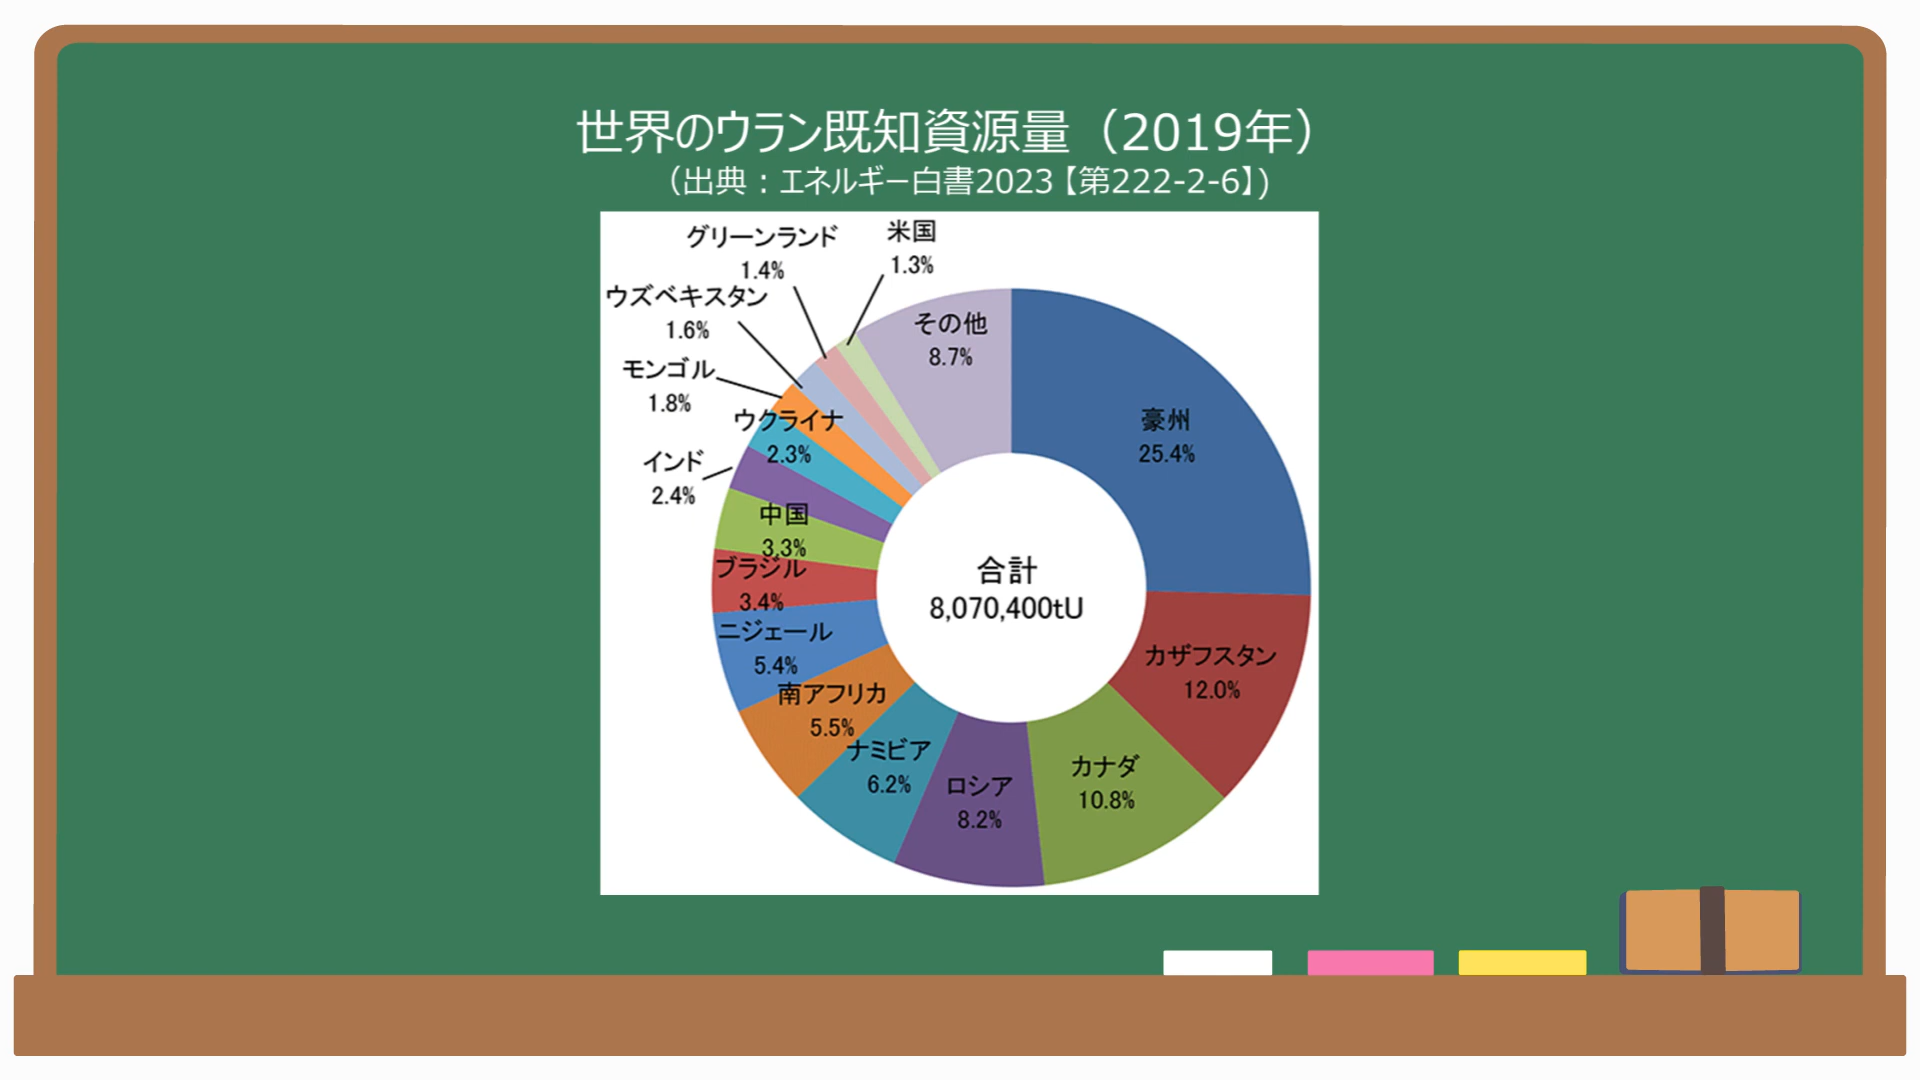 世界のウラン既知資源量（2019年）
（出典：エネルギー白書2023【第222-2-6】)
グリーンランド
1.4%
米国
1.3%
ウズベキスタン
1.6%
モンゴル
1.8%
ウクライナ
2.3%
インド
2.4%
中国
3.3%
ブラジル
3.4%
ニジェール
5.4%
南アフリカ
5.5%
ナミビア
6.2%
ロシア
8.2%
カナダ
10.8%
カザフスタン
12.0%
豪州
25.4%
その他
8.7%
合計
8,070,400tU